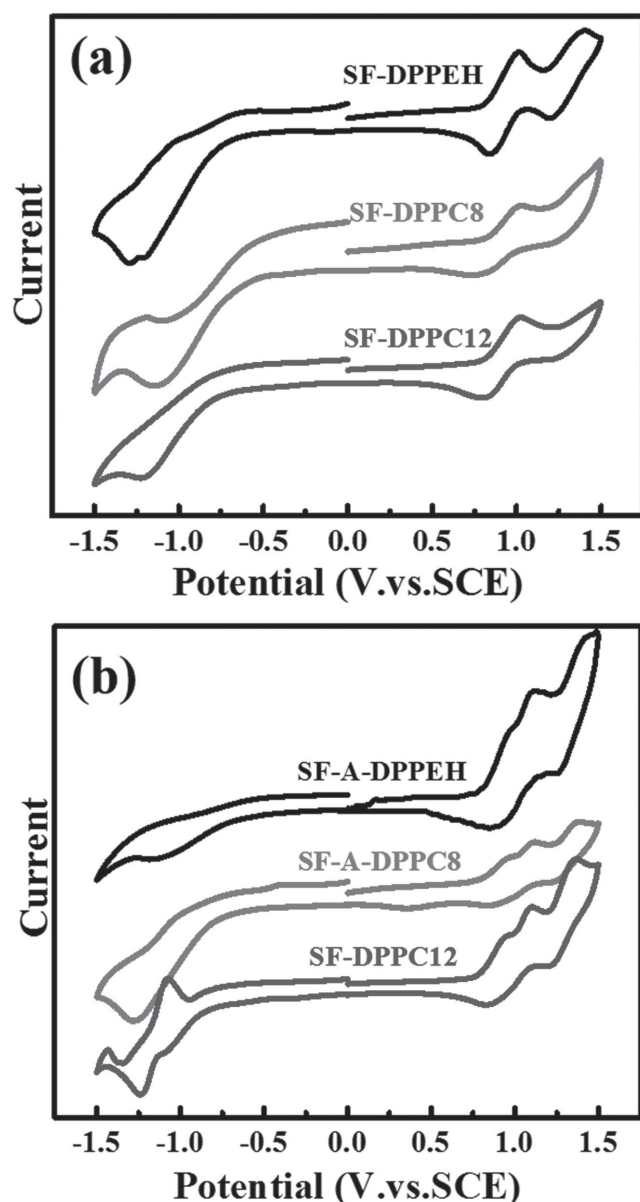 (a)
SF-DPPEH
SF-DPPC8
SF-DPPC12
Current
-1.5 -1.0 -0.5 0.0 0.5 1.0 1.5
Potential (V.vs.SCE)
(b)
SF-A-DPPEH
SF-A-DPPC8
SF-DPPC12
Current
-1.5 -1.0 -0.5 0.0 0.5 1.0 1.5
Potential (V.vs.SCE)